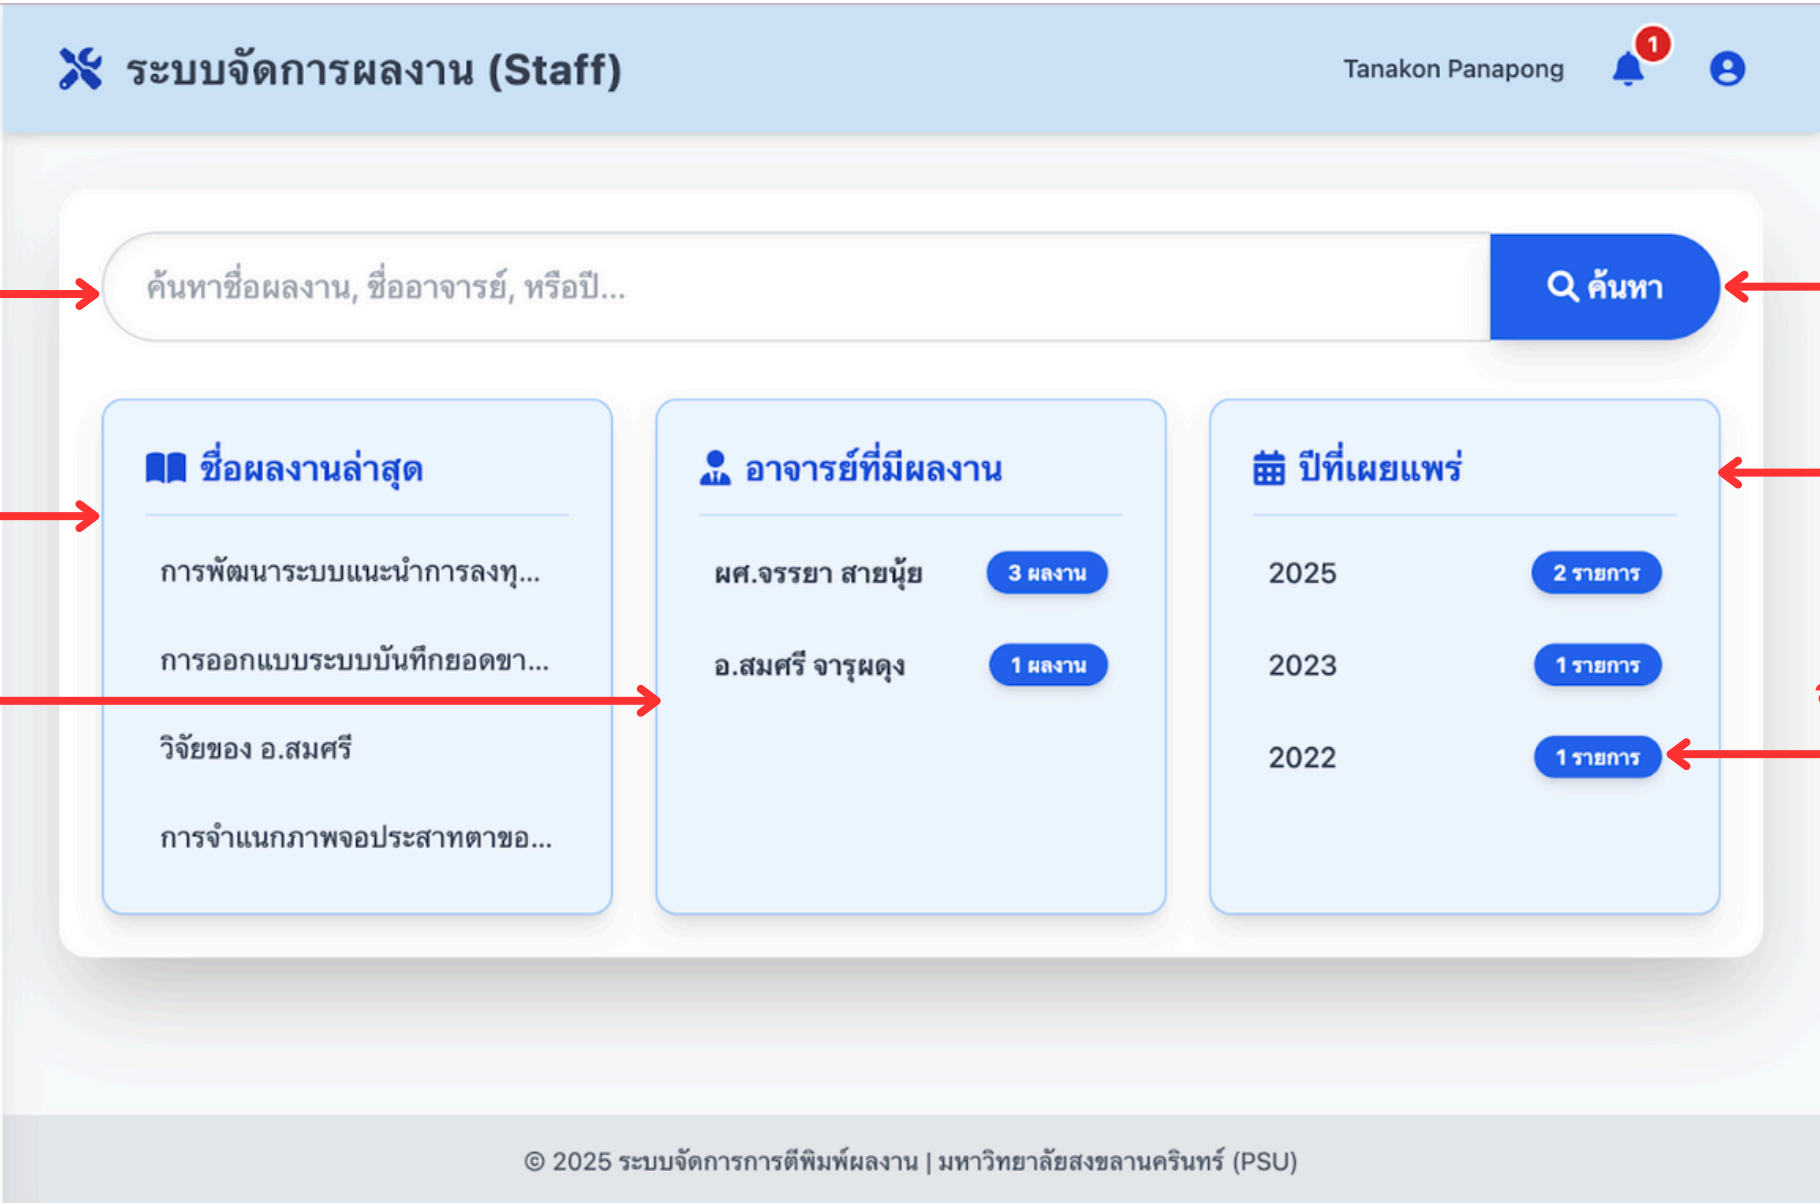 ระบบจัดการผลงาน (Staff)
Tanakon Panapong
1
ค้นหาชื่อผลงาน, ชื่ออาจารย์, หรือปี...
ค้นหา
ชื่อผลงานล่าสุด
การพัฒนาระบบแนะนำการลงทุ...
การออกแบบระบบบันทึกยอดขา...
วิจัยของ อ.สมศรี
การจำแนกภาพจอประสาทตาขอ...
อาจารย์ที่มีผลงาน
ผศ.จรรยา สายนุ้ย 3 ผลงาน
อ.สมศรี จารุผดุง 1 ผลงาน
ปีที่เผยแพร่
2025 2 รายการ
2023 1 รายการ
2022 1 รายการ
© 2025 ระบบจัดการการตีพิมพ์ผลงาน | มหาวิทยาลัยสงขลานครินทร์ (PSU)